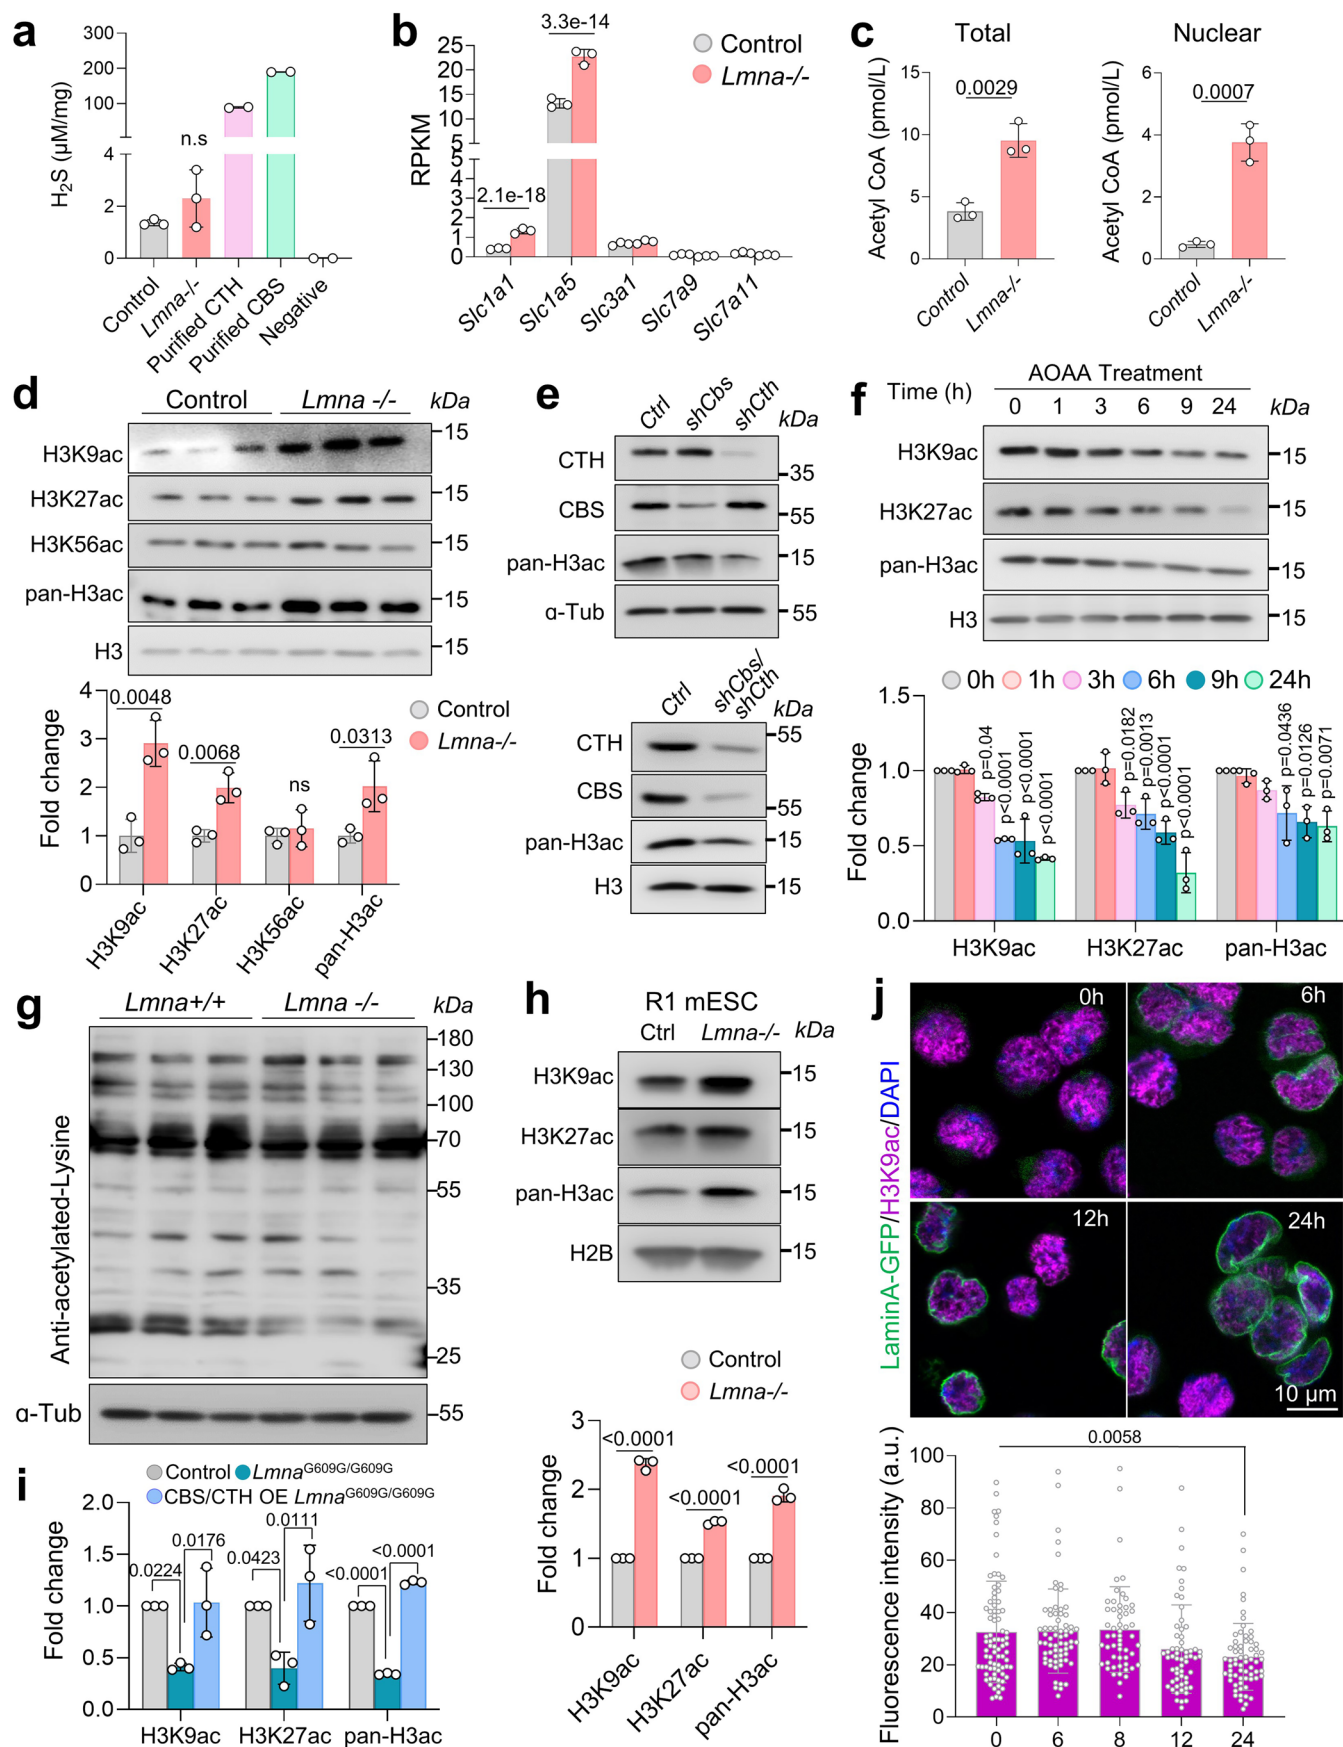 a
H2S (µM/mg)
300
200
100
4
2
0
n.s
Control
Lmna-/-
Purified CTH
Purified CBS
Negative
b
3.3e-14
Control
Lmna-/-
RPKM
25
20
15
10
5
5
4
3
2
1
0
2.1e-18
Slc1a1
Slc1a5
Slc3a1
Slc7a9
Slc7a11
c
Total
Nuclear
Acetyl CoA (pmol/L)
15
10
5
0
0.0029
Control
Lmna-/-
Acetyl CoA (pmol/L)
6
4
2
0
0.0007
Control
Lmna-/-
d
Control
Lmna -/-
kDa
H3K9ac
15
H3K27ac
15
H3K56ac
15
pan-H3ac
15
H3
15
Fold change
4
3
2
1
0
0.0048
0.0068
ns
0.0313
Control
Lmna-/-
H3K9ac
H3K27ac
H3K56ac
pan-H3ac
e
Ctrl
shCbs
shCth
kDa
CTH
35
CBS
55
pan-H3ac
15
α-Tub
55
Ctrl
shCbs/
shCth
kDa
CTH
55
CBS
55
pan-H3ac
15
H3
15
f
AOAA Treatment
Time (h)
0 1 3 6 9 24
kDa
H3K9ac
15
H3K27ac
15
pan-H3ac
15
H3
15
0h 1h 3h 6h 9h 24h
Fold change
1.5
1.0
0.5
0.0
p=0.04
p<0.0001
p<0.0001
p<0.0001
p=0.0182
p=0.0013
p<0.0001
p<0.0001
p=0.0436
p=0.0126
p=0.0071
H3K9ac
H3K27ac
pan-H3ac
g
Lmna+/+
Lmna -/-
kDa
Anti-acetylated-Lysine
180
130
100
70
55
35
25
α-Tub
55
h
R1 mESC
Ctrl
Lmna-/-
kDa
H3K9ac
15
H3K27ac
15
pan-H3ac
15
H2B
15
Control
Lmna-/-
Fold change
3
2
1
0
<0.0001
<0.0001
<0.0001
H3K9ac
H3K27ac
pan-H3ac
i
Control
LmnaG609G/G609G
CBS/CTH OE LmnaG609G/G609G
Fold change
2.0
1.5
1.0
0.5
0.0
0.0224
0.0176
0.0423
0.0111
<0.0001
<0.0001
H3K9ac
H3K27ac
pan-H3ac
j
LaminA-GFP/H3K9ac/DAPI
0h
6h
12h
24h
10 µm
Fluorescence intensity (a.u.)
100
80
60
40
20
0
0.0058
0
6
8
12
24